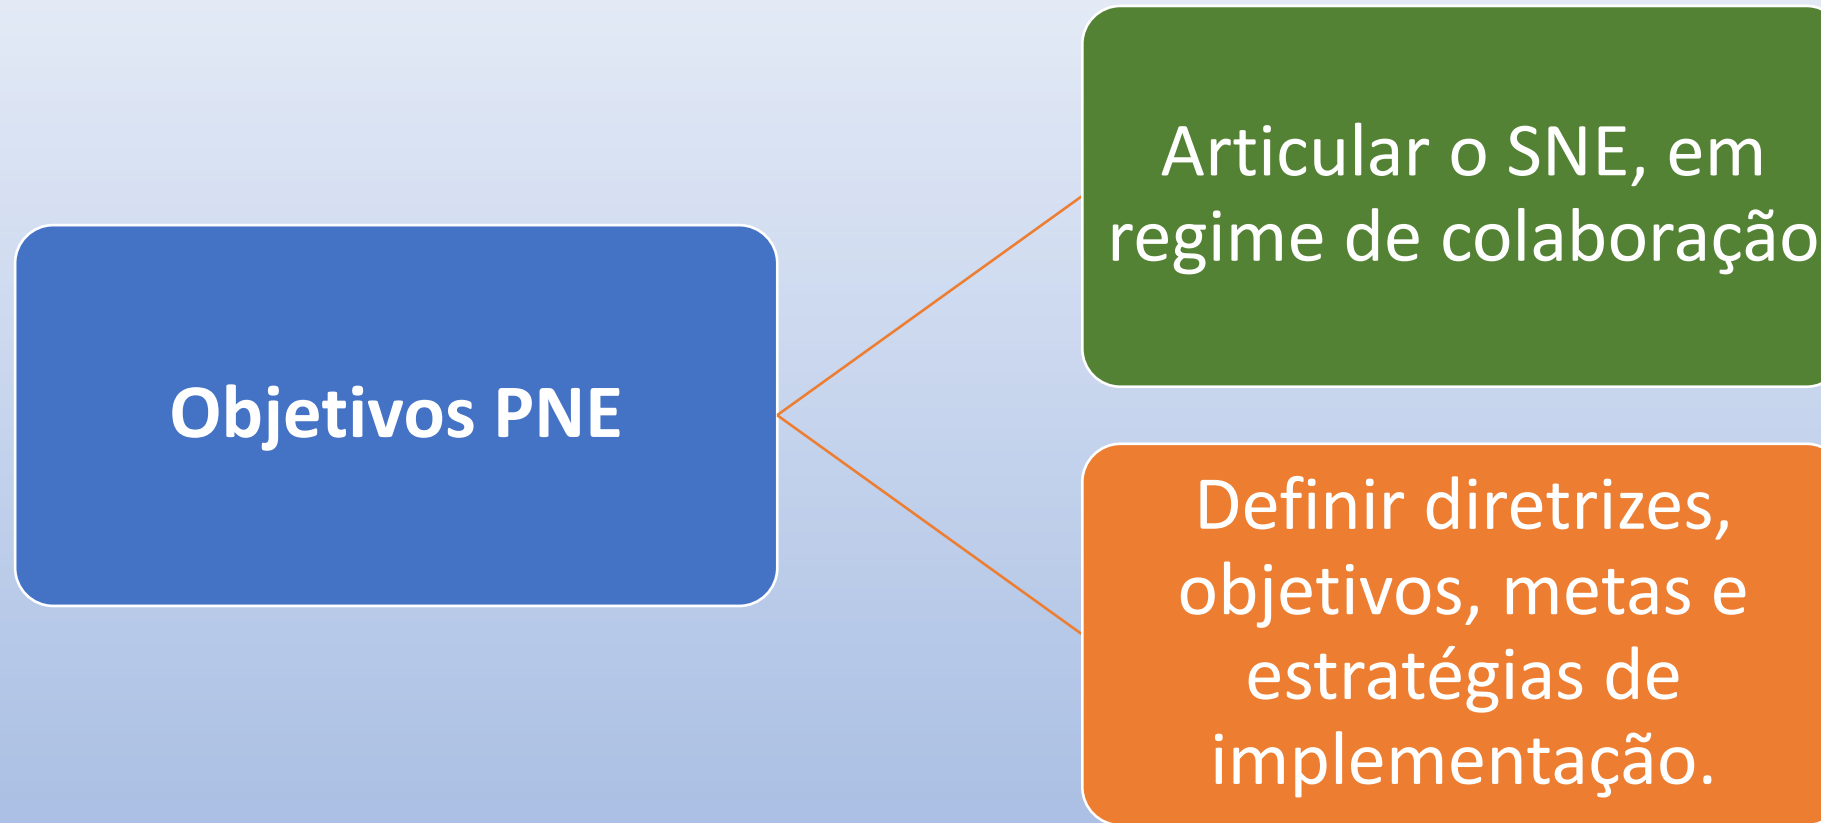 Objetivos PNE
Articular o SNE, em
regime de colaboração
Definir diretrizes,
objetivos, metas e
estratégias de
implementação.